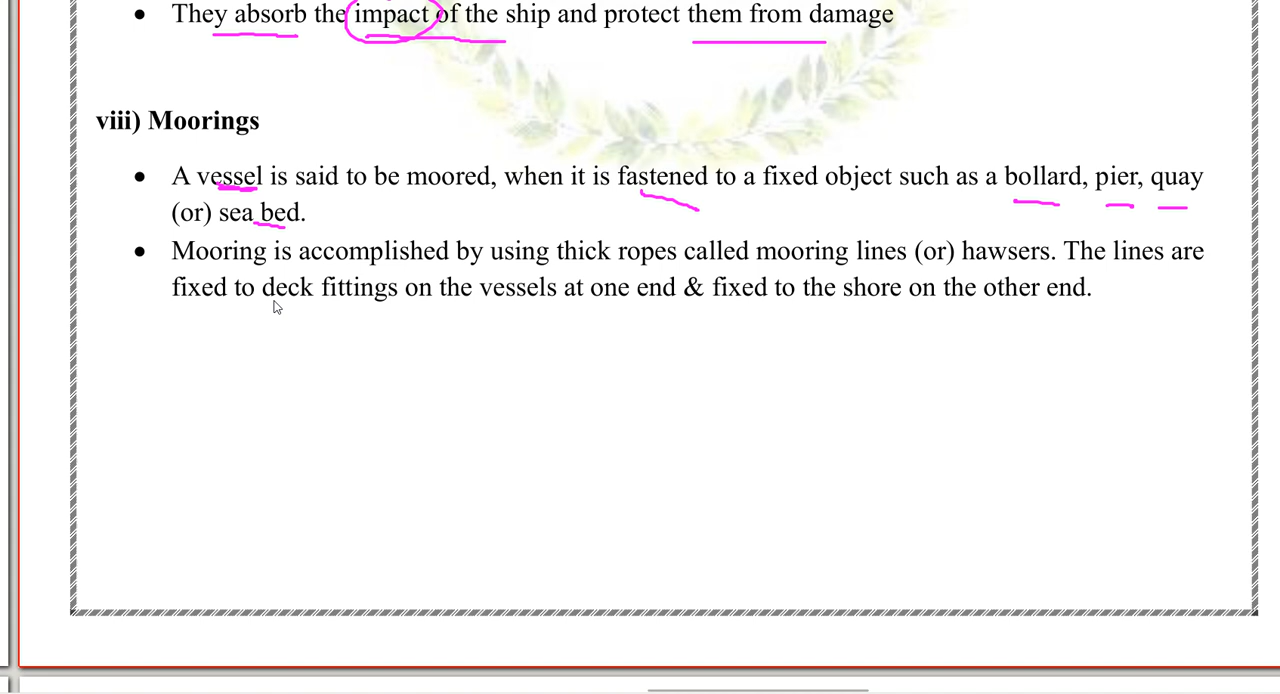 • They absorb the impact of the ship and protect them from damage
viii) Moorings
• A vessel is said to be moored, when it is fastened to a fixed object such as a bollard, pier, quay
(or) sea bed.
• Mooring is accomplished by using thick ropes called mooring lines (or) hawsers. The lines are
fixed to deck fittings on the vessels at one end & fixed to the shore on the other end.